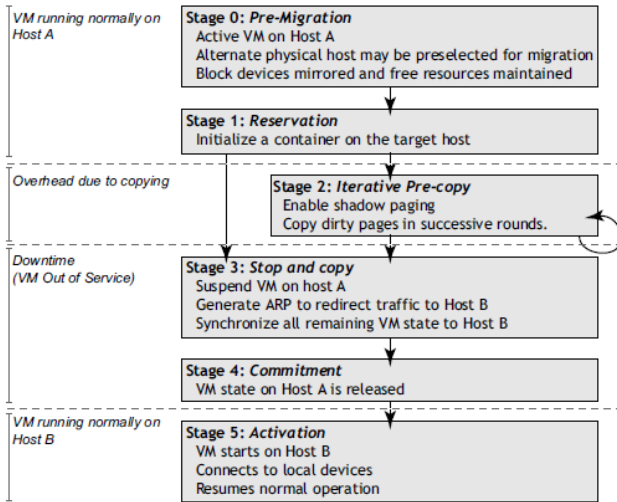 VM running normally on
Host A
Stage 0: Pre-Migration
Active VM on Host A
Alternate physical host may be preselected for migration
Block devices mirrored and free resources maintained
Stage 1: Reservation
Initialize a container on the target host
Overhead due to copying
Stage 2: Iterative Pre-copy
Enable shadow paging
Copy dirty pages in successive rounds.
Downtime
(VM Out of Service)
Stage 3: Stop and copy
Suspend VM on host A
Generate ARP to redirect traffic to Host B
Synchronize all remaining VM state to Host B
Stage 4: Commitment
VM state on Host A is released
VM running normally on
Host B
Stage 5: Activation
VM starts on Host B
Connects to local devices
Resumes normal operation